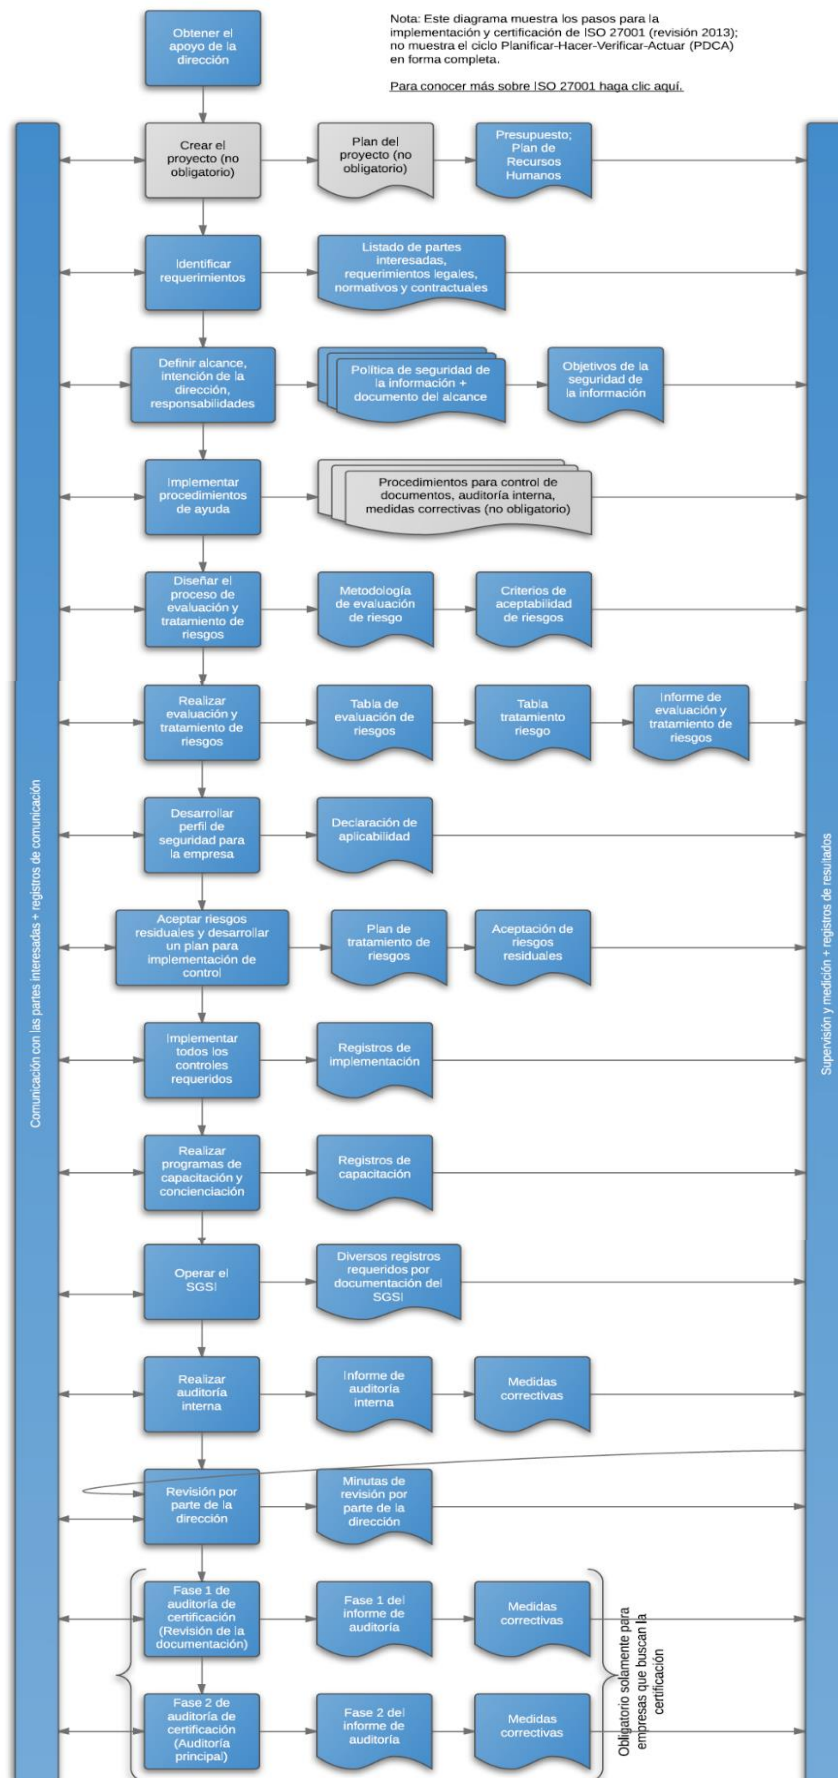 Obtener el
apoyo de la
dirección
Nota: Este diagrama muestra los pasos para la
implementación y certificación de ISO 27001 (revisión 2013);
no muestra el ciclo Planificar-Hacer-Verificar-Actuar (PDCA)
en forma completa.
Para conocer más sobre ISO 27001 haga clic aquí.
Comunicación con las partes interesadas + registros de comunicación
Crear el
proyecto (no
obligatorio)
Plan del
proyecto (no
obligatorio)
Presupuesto;
Plan de
Recursos
Humanos
Identificar
requerimientos
Listado de partes
interesadas,
requerimientos legales,
normativos y contractuales
Definir alcance,
intención de la
dirección,
responsabilidades
Política de seguridad de
la información +
documento del alcance
Objetivos de la
seguridad de
la información
Implementar
procedimientos
de ayuda
Procedimientos para control de
documentos, auditoría interna,
medidas correctivas (no obligatorio)
Diseñar el
proceso de
evaluación y
tratamiento de
riesgos
Metodología
de evaluación
de riesgo
Criterios de
aceptabilidad
de riesgos
Realizar
evaluación y
tratamiento de
riesgos
Tabla de
evaluación de
riesgos
Tabla
tratamiento
riesgo
Informe de
evaluación y
tratamiento de
riesgos
Desarrollar
perfil de
seguridad para
la empresa
Declaración de
aplicabilidad
Aceptar riesgos
residuales y desarrollar
un plan para
implementación de
control
Plan de
tratamiento de
riesgos
Aceptación de
riesgos
residuales
Implementar
todos los
controles
requeridos
Registros de
implementación
Realizar
programas de
capacitación y
concienciación
Registros de
capacitación
Operar el
SGSI
Diversos registros
requeridos por
documentación del
SGSI
Realizar
auditoría
interna
Informe de
auditoría
interna
Medidas
correctivas
Revisión por
parte de la
dirección
Minutas de
revisión por
parte de la
dirección
Fase 1 de
auditoría de
certificación
(Revisión de la
documentación)
Fase 1 del
informe de
auditoría
Medidas
correctivas
Fase 2 de
auditoría de
certificación
(Auditoría
principal)
Fase 2 del
informe de
auditoría
Medidas
correctivas
Obligatorio solamente para
empresas que buscan la
certificación
Supervisión y medición + registros de resultados